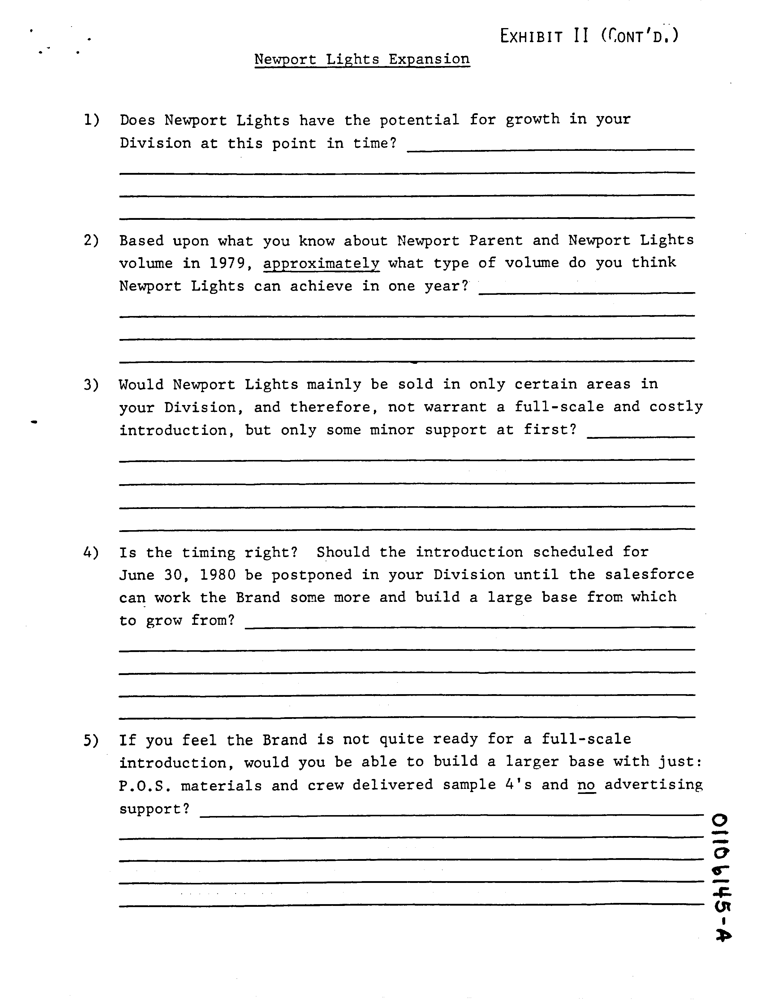 EXHIBIT II (CONT'D.)
Newport Lights Expansion
1) Does Newport Lights have the potential for growth in your
Division at this point in time?
2) Based upon what you know about Newport Parent and Newport Lights
volume in 1979, approximately what type of volume do you think
Newport Lights can achieve in one year?
3) Would Newport Lights mainly be sold in only certain areas in
your Division, and therefore, not warrant a full-scale and costly
introduction, but only some minor support at first?
4) Is the timing right? Should the introduction scheduled for
June 30, 1980 be postponed in your Division until the salesforce
can work the Brand some more and build a large base from which
to grow from?
5) If you feel the Brand is not quite ready for a full-scale
introduction, would you be able to build a larger base with just:
P.O.S. materials and crew delivered sample 4's and no advertising
support?
01106145-A